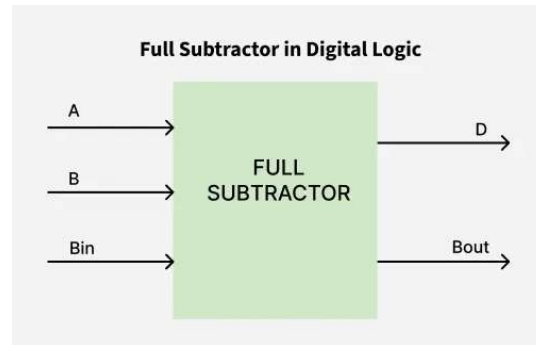 Full Subtractor in Digital Logic
A
B
Bin
FULL
SUBTRACTOR
D
Bout